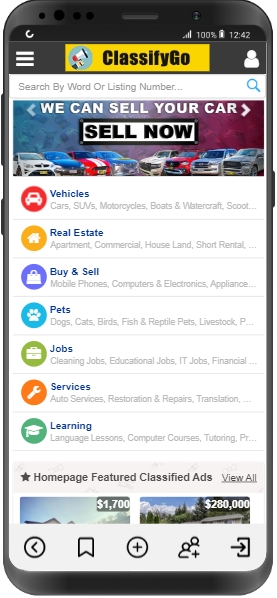 100% 12:42
ClassifyGo
Search By Word Or Listing Number...
WE CAN SELL YOUR CAR
SELL NOW
Vehicles
Cars, SUVs, Motorcycles, Boats & Watercraft, Scoot...
Real Estate
Apartment, Commercial, House Land, Short Rental, ...
Buy & Sell
Mobile Phones, Computers & Electronics, Appliance...
Pets
Dogs, Cats, Birds, Fish & Reptile Pets, Livestock, P...
Jobs
Cleaning Jobs, Educational Jobs, IT Jobs, Financial ...
Services
Auto Services, Restoration & Repairs, Translation, ...
Learning
Language Lessons, Computer Courses, Tutoring, Pr...
Homepage Featured Classified Ads View All
$1,700 $280,000